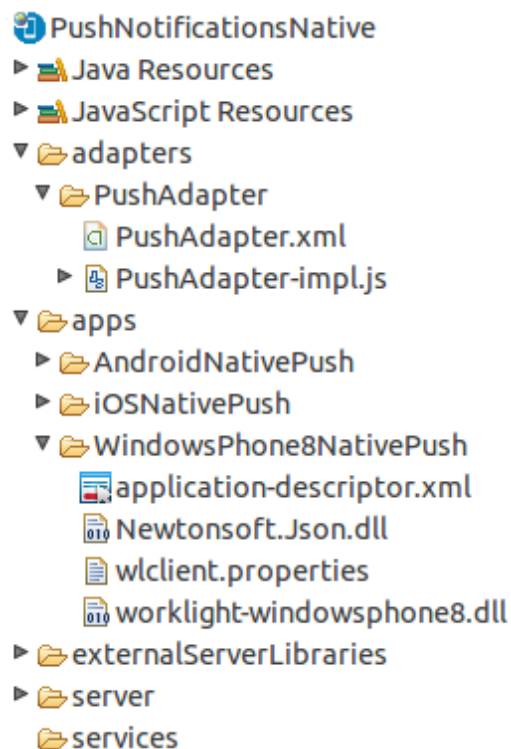 PushNotificationsNative
Java Resources
JavaScript Resources
adapters
PushAdapter
PushAdapter.xml
PushAdapter-impl.js
apps
AndroidNativePush
iOSNativePush
WindowsPhone8NativePush
application-descriptor.xml
Newtonsoft.Json.dll
wlclient.properties
worklight-windowsphone8.dll
externalServerLibraries
server
services